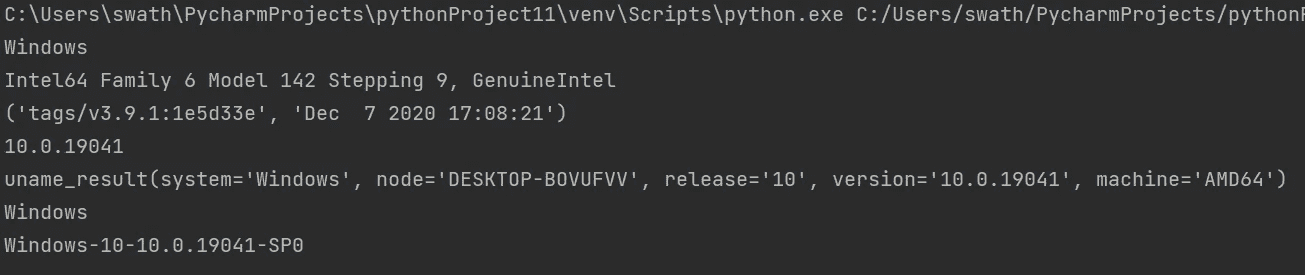 C:\Users\swath\PycharmProjects\pythonProject11\venv\Scripts\python.exe C:/Users/swath/PycharmProjects/python
Windows
Intel64 Family 6 Model 142 Stepping 9, GenuineIntel
('tags/v3.9.1:1e5d33e', 'Dec  7 2020 17:08:21')
10.0.19041
uname_result(system='Windows', node='DESKTOP-BOVUFVV', release='10', version='10.0.19041', machine='AMD64')
Windows
Windows-10-10.0.19041-SP0